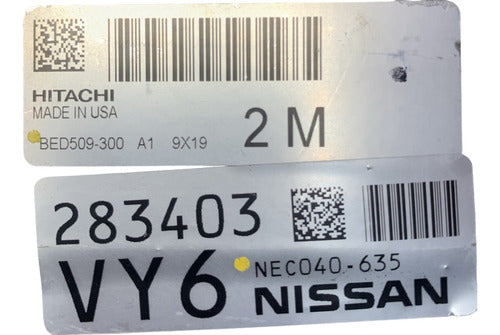 HITACHI
MADE IN USA
BED509-300 A1 9X19
2 M
283403
VY6
NEC040-635
NISSAN